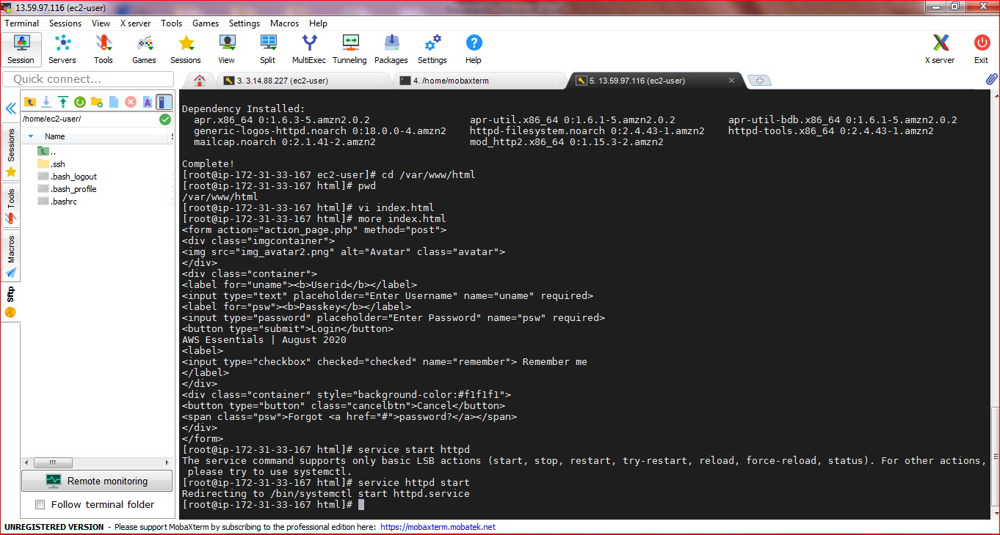 13.59.97.116 (ec2-user)
Terminal Sessions View X server Tools Games Settings Macros Help
Session Servers Tools Games Sessions View Split MultiExec Tunneling Packages Settings Help X server Exit
Quick connect...
3. 3.14.88.227 (ec2-user)
4. /home/mobaxterm
5. 13.59.97.116 (ec2-user)
/home/ec2-user/
Name
..
.ssh
.bash_logout
.bash_profile
.bashrc
Sessions
Tools
Macros
Sftp
Remote monitoring
Follow terminal folder
Dependency Installed:
apr.x86_64 0:1.6.3-5.amzn2.0.2 apr-util.x86_64 0:1.6.1-5.amzn2.0.2 apr-util-bdb.x86_64 0:1.6.1-5.amzn2.0.2
generic-logos-httpd.noarch 0:18.0.0-4.amzn2 httpd-filesystem.noarch 0:2.4.43-1.amzn2 httpd-tools.x86_64 0:2.4.43-1.amzn2
mailcap.noarch 0:2.1.41-2.amzn2 mod_http2.x86_64 0:1.15.3-2.amzn2
Complete!
[root@ip-172-31-33-167 ec2-user]# cd /var/www/html
[root@ip-172-31-33-167 html]# pwd
/var/www/html
[root@ip-172-31-33-167 html]# vi index.html
[root@ip-172-31-33-167 html]# more index.html
<form action="action_page.php" method="post">
<div class="imgcontainer">
<img src="img_avatar2.png" alt="Avatar" class="avatar">
</div>
<div class="container">
<label for="uname"><b>Userid</b></label>
<input type="text" placeholder="Enter Username" name="uname" required>
<label for="psw"><b>Passkey</b></label>
<input type="password" placeholder="Enter Password" name="psw" required>
<button type="submit">Login</button>
AWS Essentials | August 2020
<label>
<input type="checkbox" checked="checked" name="remember"> Remember me
</label>
</div>
<div class="container" style="background-color:#f1f1f1">
<button type="button" class="cancelbtn">Cancel</button>
<span class="psw">Forgot <a href="#">password?</a></span>
</div>
</form>
[root@ip-172-31-33-167 html]# service start httpd
The service command supports only basic LSB actions (start, stop, restart, try-restart, reload, force-reload, status). For other actions,
please try to use systemctl.
[root@ip-172-31-33-167 html]# service httpd start
Redirecting to /bin/systemctl start httpd.service
[root@ip-172-31-33-167 html]#
UNREGISTERED VERSION - Please support MobaXterm by subscribing to the professional edition here: https://mobaxterm.mobatek.net